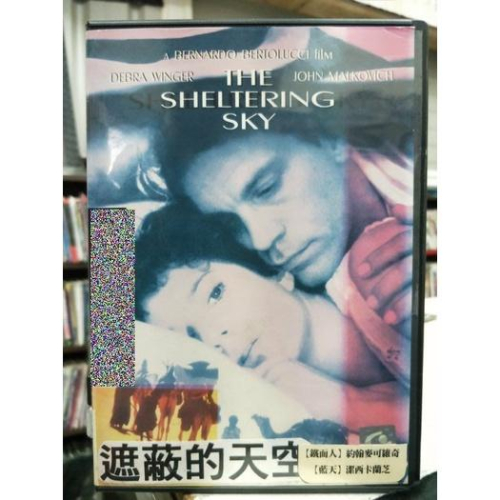 A BERNARDO BERTOLUCCI film
DEBRA WINGER
JOHN MALKOVICH
THE
SHELTERING
SKY
遮蔽的天空
【鐵面人】約翰麥可維奇
【藍天】潔西卡蘭芝